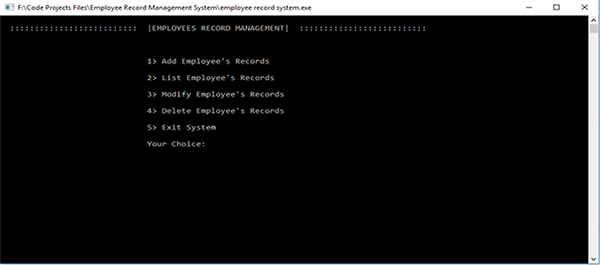 F:\Code Projects Files\Employee Record Management System\employee record system.exe
:::::::::::::::::::::::::: |EMPLOYEES RECORD MANAGEMENT| ::::::::::::::::::::::::::
1> Add Employee's Records
2> List Employee's Records
3> Modify Employee's Records
4> Delete Employee's Records
5> Exit System
Your Choice: